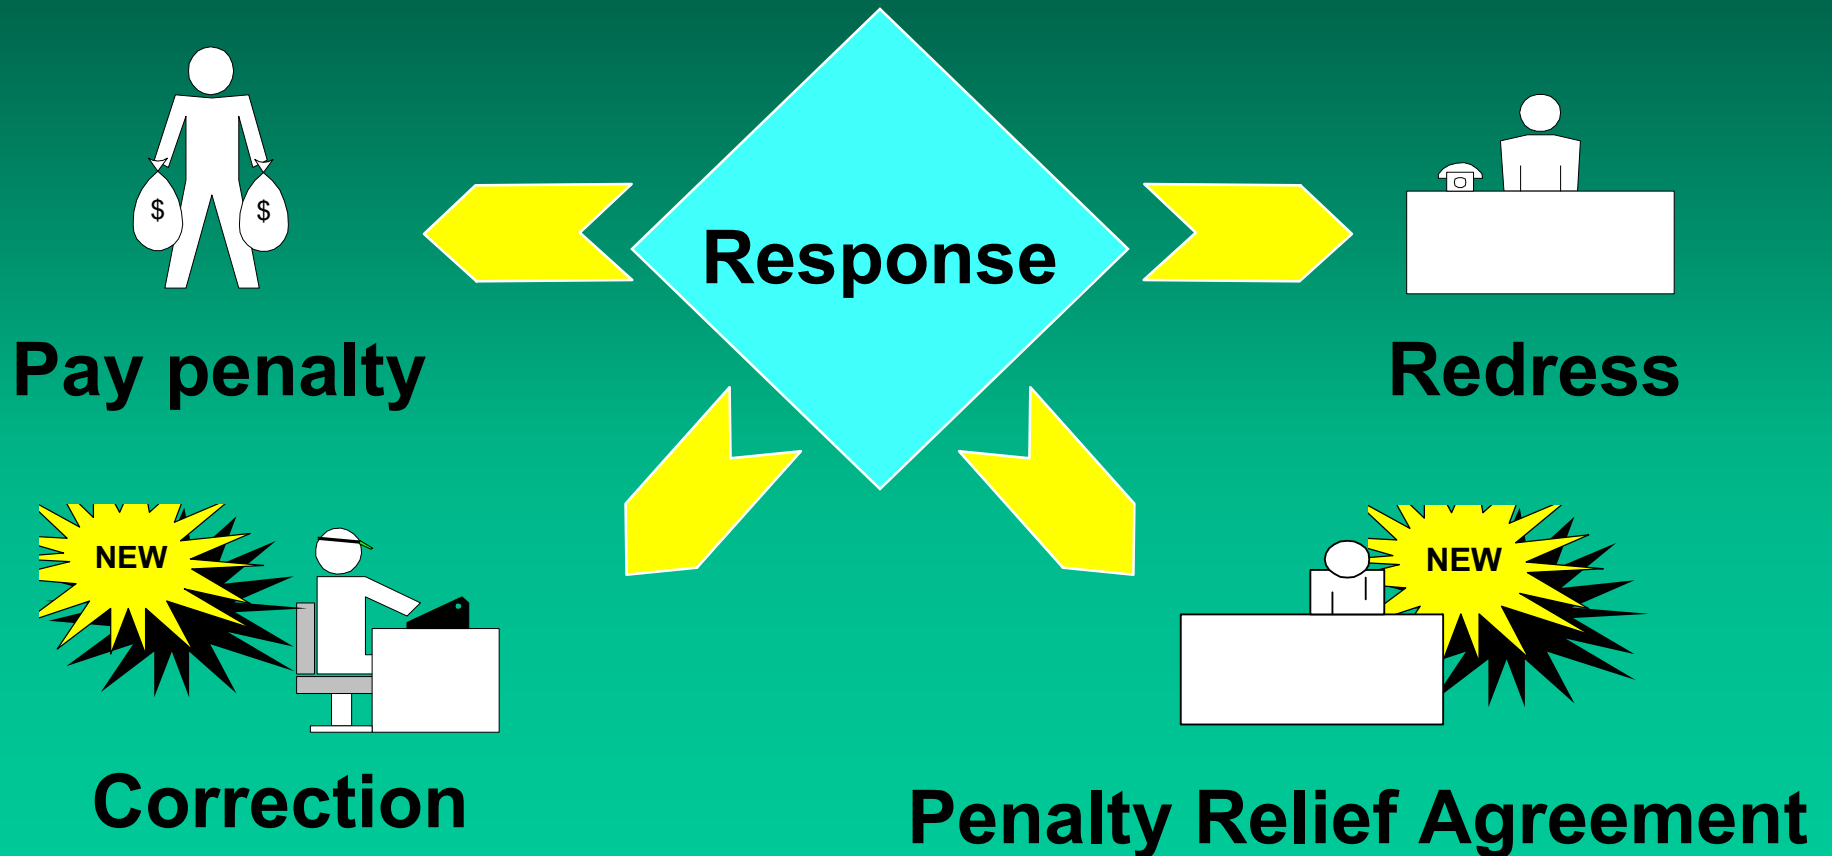 $ $
Response
Pay penalty
Redress
NEW
NEW
Correction
Penalty Relief Agreement